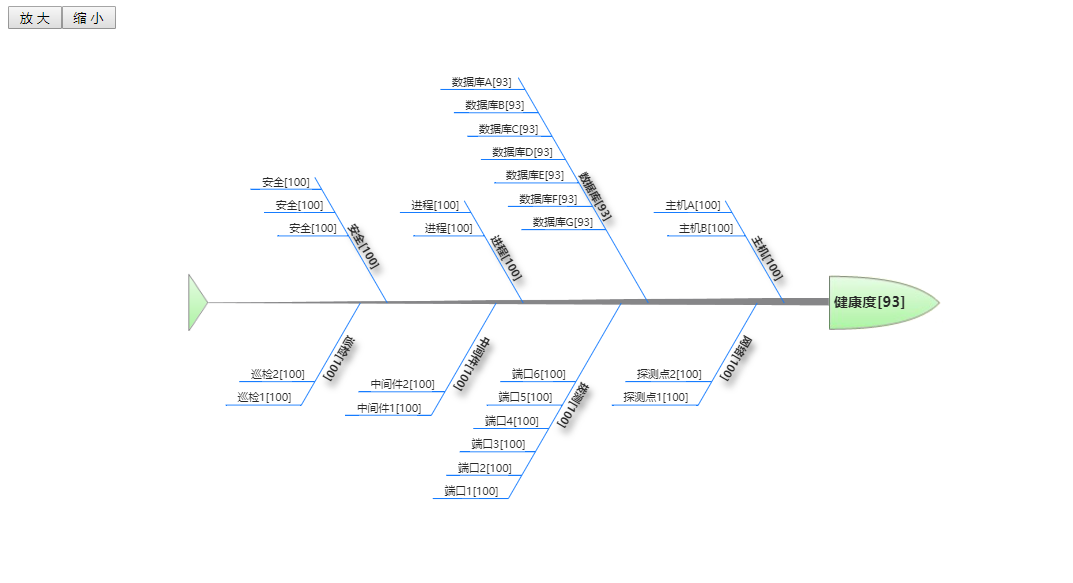 放 大 缩 小
数据库A[93]
数据库B[93]
数据库C[93]
数据库D[93]
数据库E[93]
数据库F[93]
数据库G[93]
数据库[93]
安全[100]
安全[100]
安全[100]
安全[100]
进程[100]
进程[100]
进程[100]
主机A[100]
主机B[100]
主机[100]
健康度[93]
巡检[100]
巡检2[100]
巡检1[100]
中间件[100]
中间件2[100]
中间件1[100]
拨测[100]
端口6[100]
端口5[100]
端口4[100]
端口3[100]
端口2[100]
端口1[100]
网络[100]
探测点2[100]
探测点1[100]